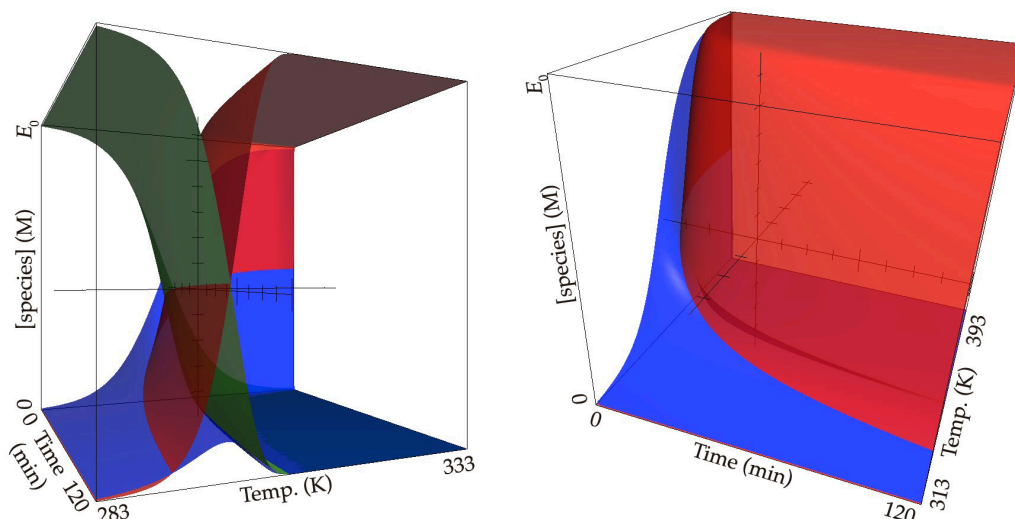 E0
[species] (M)
0
0
Time
(min)
120
283
Temp. (K)
333
E0
[species] (M)
0
0
Time (min)
120
313
Temp. (K)
393